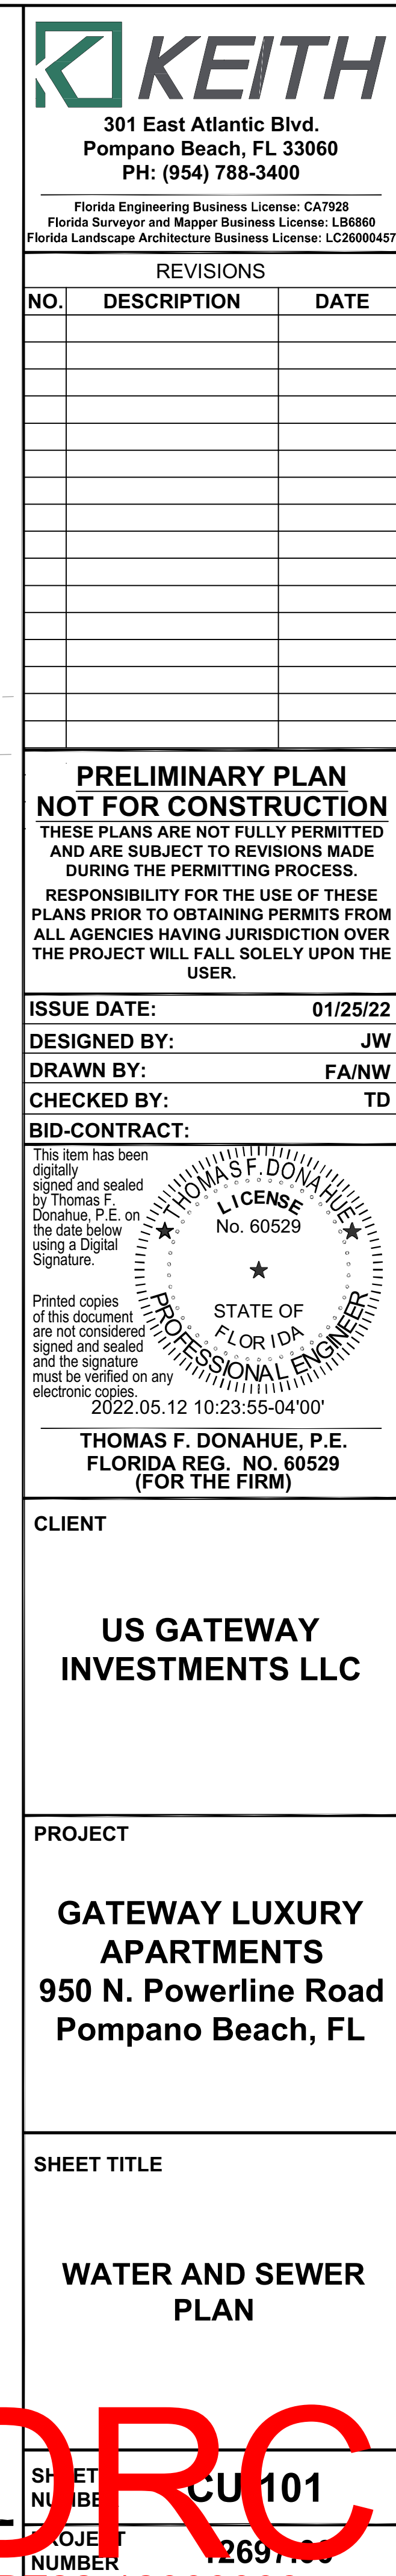 KEITH
301 East Atlantic Blvd.
Pompano Beach, FL 33060
PH: (954) 788-3400
Florida Engineering Business License: CA7928
Florida Surveyor and Mapper Business License: LB6860
Florida Landscape Architecture Business License: LC26000457
REVISIONS
NO. DESCRIPTION DATE
PRELIMINARY PLAN
NOT FOR CONSTRUCTION
THESE PLANS ARE NOT FULLY PERMITTED
AND ARE SUBJECT TO REVISIONS MADE
DURING THE PERMITTING PROCESS.
RESPONSIBILITY FOR THE USE OF THESE
PLANS PRIOR TO OBTAINING PERMITS FROM
ALL AGENCIES HAVING JURISDICTION OVER
THE PROJECT WILL FALL SOLELY UPON THE
USER.
ISSUE DATE: 01/25/22
DESIGNED BY: JW
DRAWN BY: FA/NW
CHECKED BY: TD
BID-CONTRACT:
This item has been
digitally
signed and sealed
by Thomas F.
Donahue, P.E. on
the date below
using a Digital
Signature.
Printed copies
of this document
are not considered
signed and sealed
and the signature
must be verified on any
electronic copies.
THOMAS F. DONAHUE
LICENSE
No. 60529
STATE OF
FLORIDA
PROFESSIONAL ENGINEER
2022.05.12 10:23:55-04'00'
THOMAS F. DONAHUE, P.E.
FLORIDA REG. NO. 60529
(FOR THE FIRM)
CLIENT
US GATEWAY
INVESTMENTS LLC
PROJECT
GATEWAY LUXURY
APARTMENTS
950 N. Powerline Road
Pompano Beach, FL
SHEET TITLE
WATER AND SEWER
PLAN
DRC
SHEET
NUMBER
CU-101
PROJECT
NUMBER